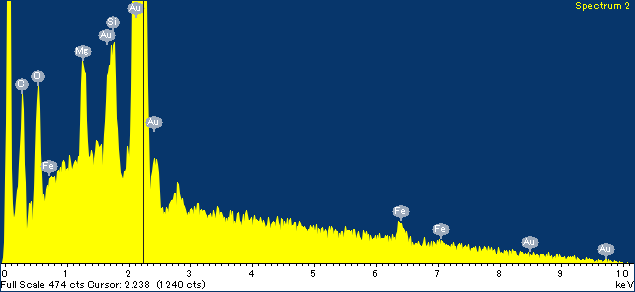 Spectrum 2
Au
Si
Au
Mg
C
O
Au
Fe
Fe
Fe
Au
Au
0 1 2 3 4 5 6 7 8 9 10
Full Scale 474 cts Cursor: 2.238 (1240 cts) keV